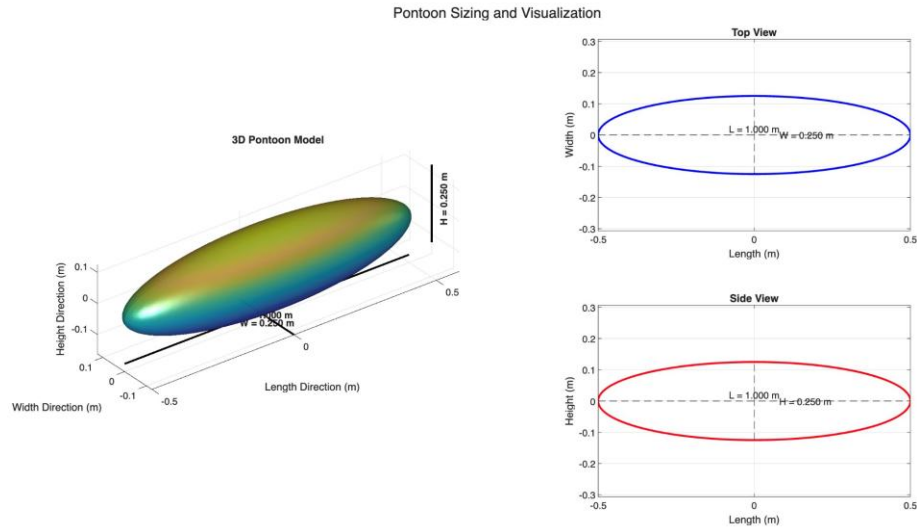 Pontoon Sizing and Visualization
3D Pontoon Model
H = 0.250 m
0.1
0
-0.1
Height Direction (m)
0.1
0
-0.1
Width Direction (m)
-0.5
0
0.5
Length Direction (m)
W = 0.250 m
Top View
0.3
0.2
0.1
0
-0.1
-0.2
-0.3
Width (m)
L = 1.000 m
W = 0.250 m
-0.5
0
0.5
Length (m)
Side View
0.3
0.2
0.1
0
-0.1
-0.2
-0.3
Height (m)
L = 1.000 m
H = 0.250 m
-0.5
0
0.5
Length (m)